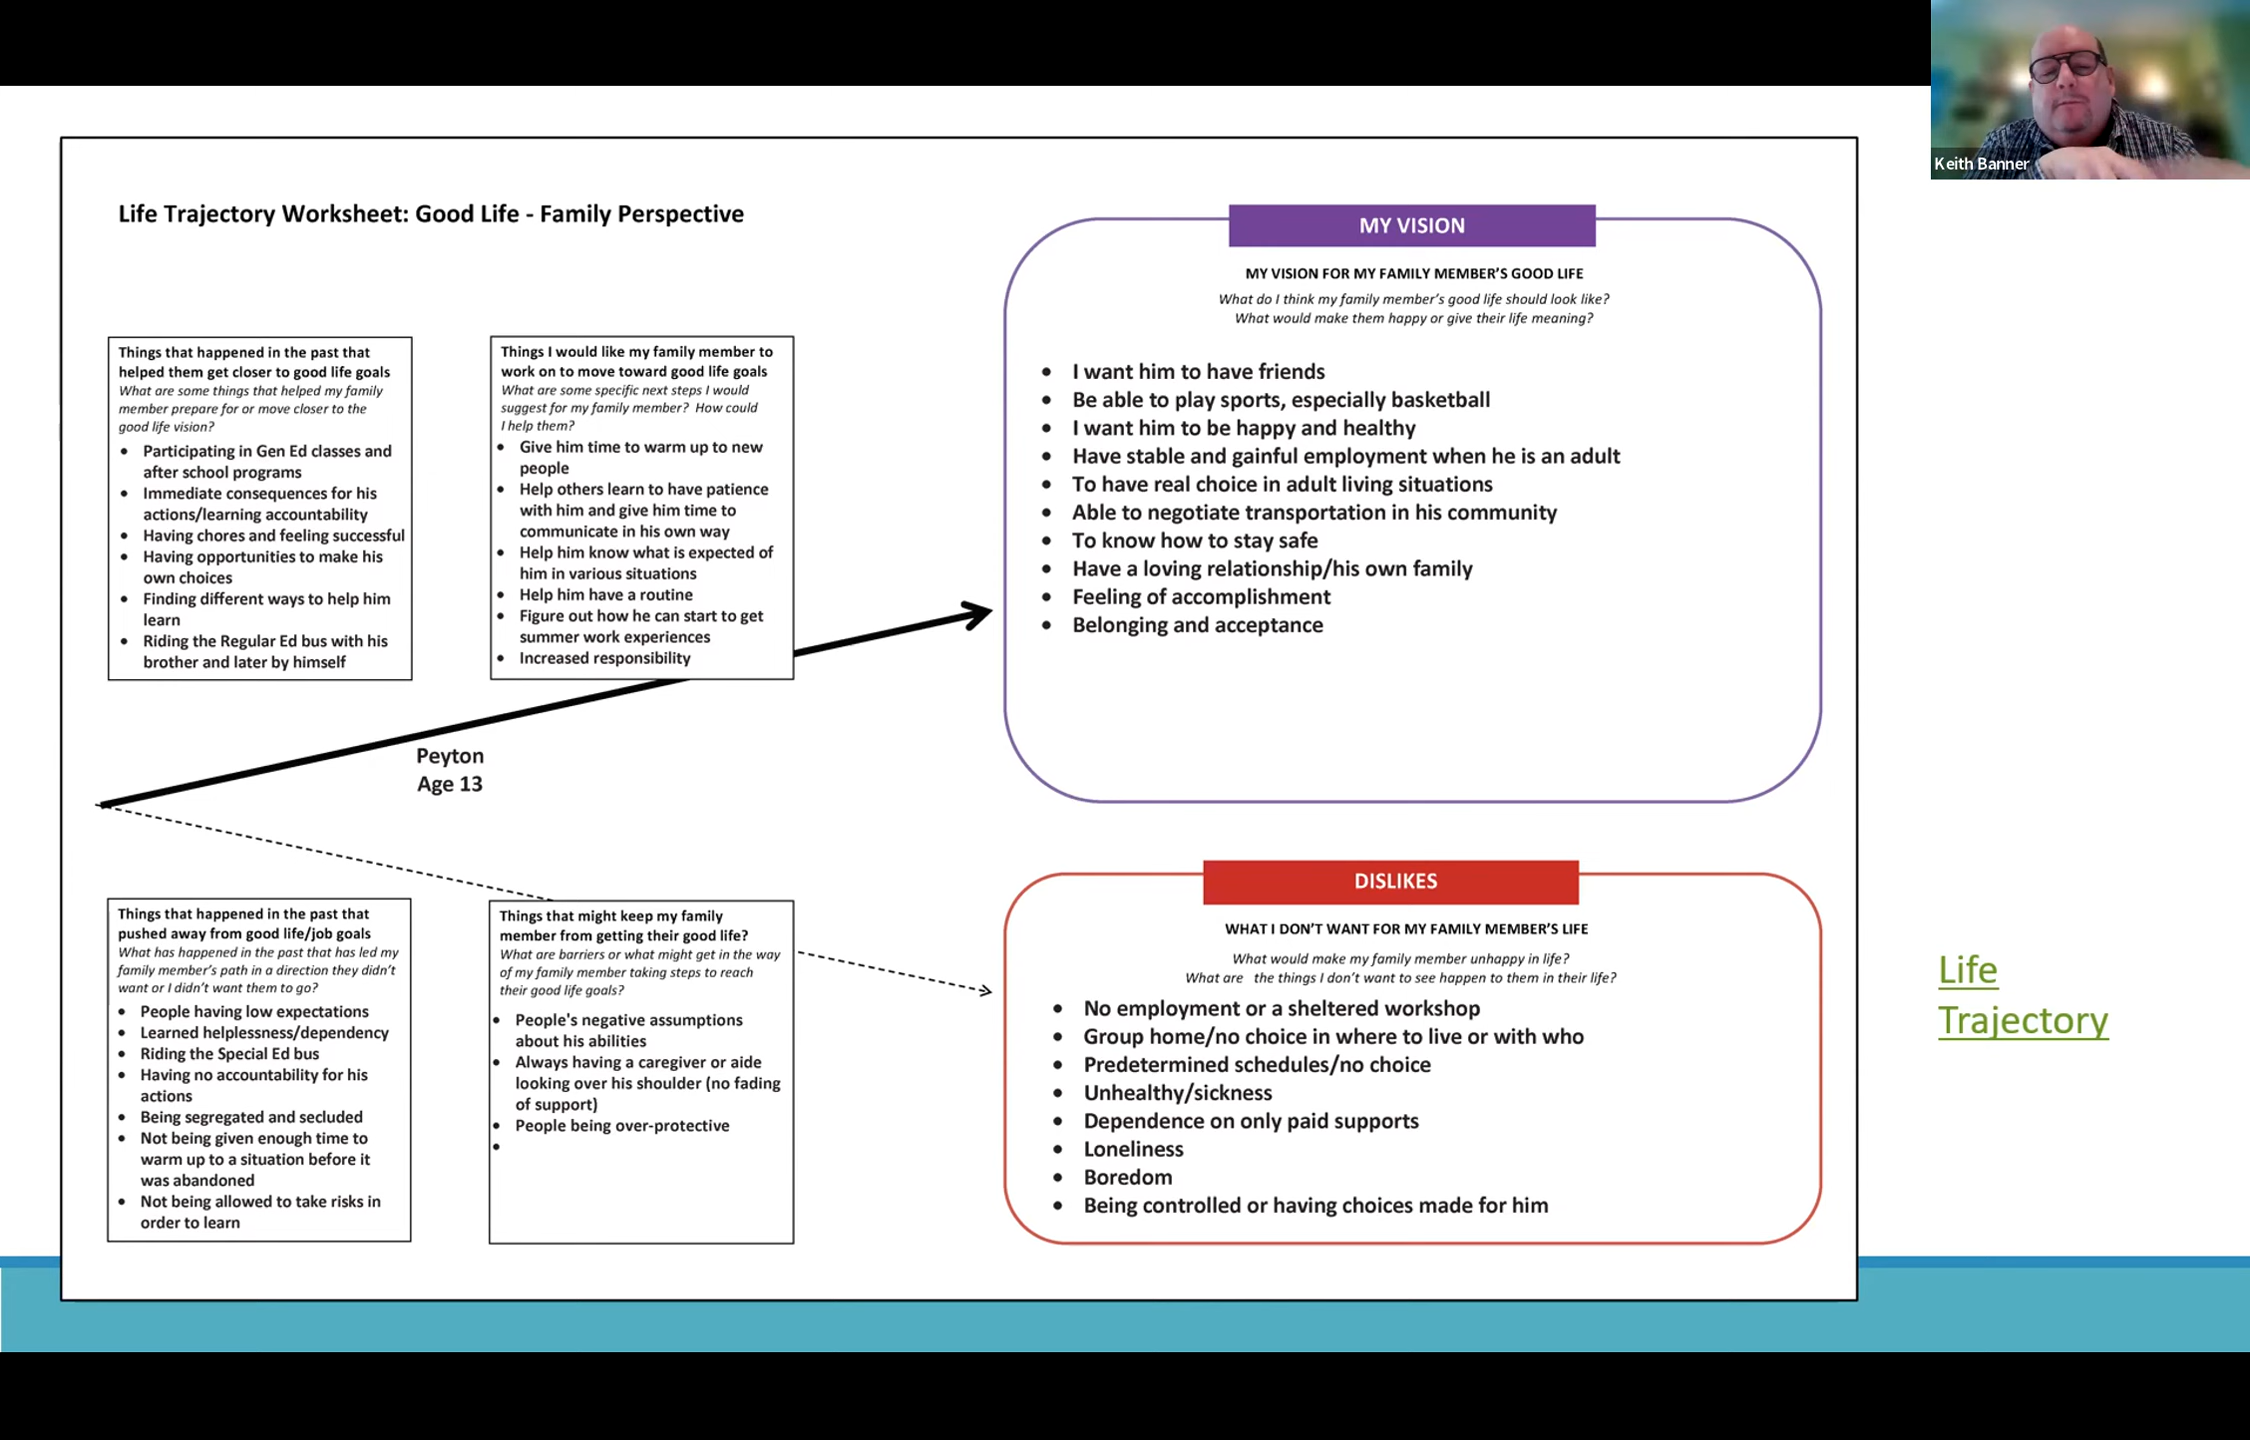 Keith Banner
Life Trajectory Worksheet: Good Life - Family Perspective
Things that happened in the past that
helped them get closer to good life goals
What are some things that helped my family
member prepare for or move closer to the
good life vision?
• Participating in Gen Ed classes and
after school programs
• Immediate consequences for his
actions/learning accountability
• Having chores and feeling successful
• Having opportunities to make his
own choices
• Finding different ways to help him
learn
• Riding the Regular Ed bus with his
brother and later by himself
Things I would like my family member to
work on to move toward good life goals
What are some specific next steps I would
suggest for my family member? How could
I help them?
• Give him time to warm up to new
people
• Help others learn to have patience
with him and give him time to
communicate in his own way
• Help him know what is expected of
him in various situations
• Help him have a routine
• Figure out how he can start to get
summer work experiences
• Increased responsibility
MY VISION
MY VISION FOR MY FAMILY MEMBER'S GOOD LIFE
What do I think my family member's good life should look like?
What would make them happy or give their life meaning?
• I want him to have friends
• Be able to play sports, especially basketball
• I want him to be happy and healthy
• Have stable and gainful employment when he is an adult
• To have real choice in adult living situations
• Able to negotiate transportation in his community
• To know how to stay safe
• Have a loving relationship/his own family
• Feeling of accomplishment
• Belonging and acceptance
Peyton
Age 13
Things that happened in the past that
pushed away from good life/job goals
What has happened in the past that has led my
family member's path in a direction they didn't
want or I didn't want them to go?
• People having low expectations
• Learned helplessness/dependency
• Riding the Special Ed bus
• Having no accountability for his
actions
• Being segregated and secluded
• Not being given enough time to
warm up to a situation before it
was abandoned
• Not being allowed to take risks in
order to learn
Things that might keep my family
member from getting their good life?
What are barriers or what might get in the way
of my family member taking steps to reach
their good life goals?
• People's negative assumptions
about his abilities
• Always having a caregiver or aide
looking over his shoulder (no fading
of support)
• People being over-protective
•
DISLIKES
WHAT I DON'T WANT FOR MY FAMILY MEMBER'S LIFE
What would make my family member unhappy in life?
What are the things I don't want to see happen to them in their life?
• No employment or a sheltered workshop
• Group home/no choice in where to live or with who
• Predetermined schedules/no choice
• Unhealthy/sickness
• Dependence on only paid supports
• Loneliness
• Boredom
• Being controlled or having choices made for him
Life
Trajectory